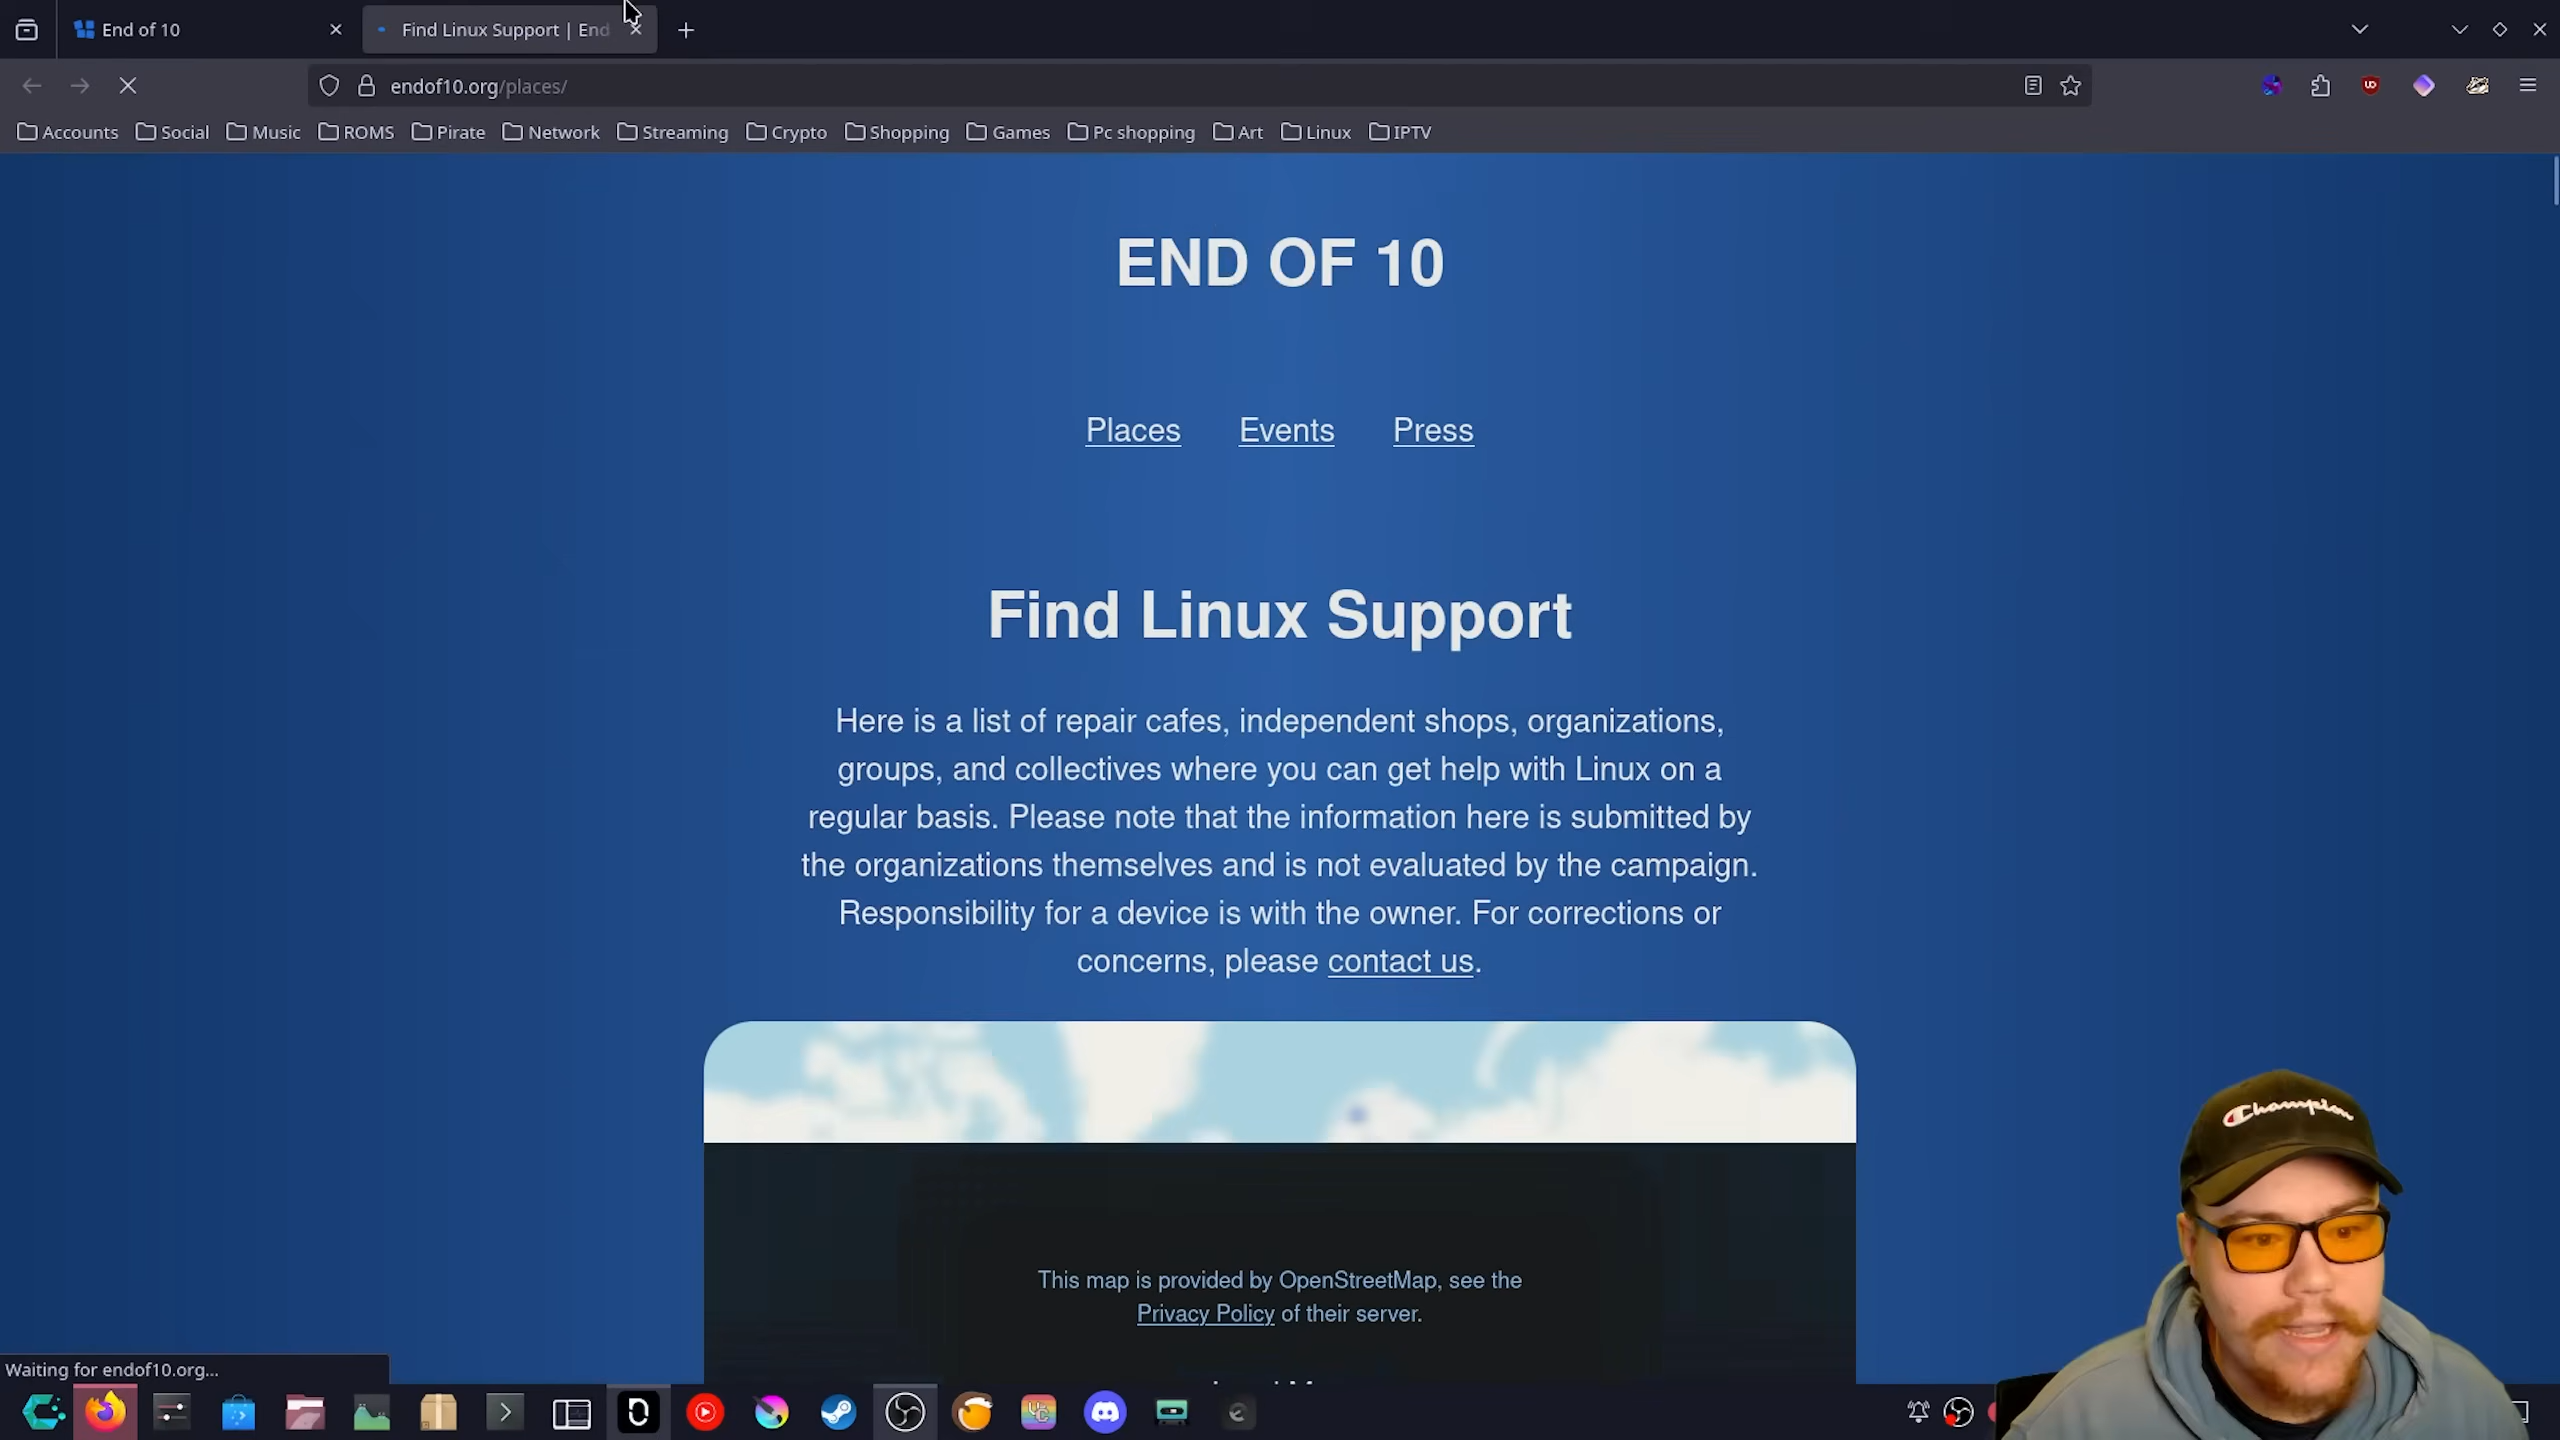 End of 10
Find Linux Support | End
endof10.org/places/
Accounts Social Music ROMS Pirate Network Streaming Crypto Shopping Games Pc shopping Art Linux IPTV
END OF 10
Places Events Press
Find Linux Support
Here is a list of repair cafes, independent shops, organizations,
groups, and collectives where you can get help with Linux on a
regular basis. Please note that the information here is submitted by
the organizations themselves and is not evaluated by the campaign.
Responsibility for a device is with the owner. For corrections or
concerns, please contact us.
This map is provided by OpenStreetMap, see the
Privacy Policy of their server.
Champion
Waiting for endof10.org...